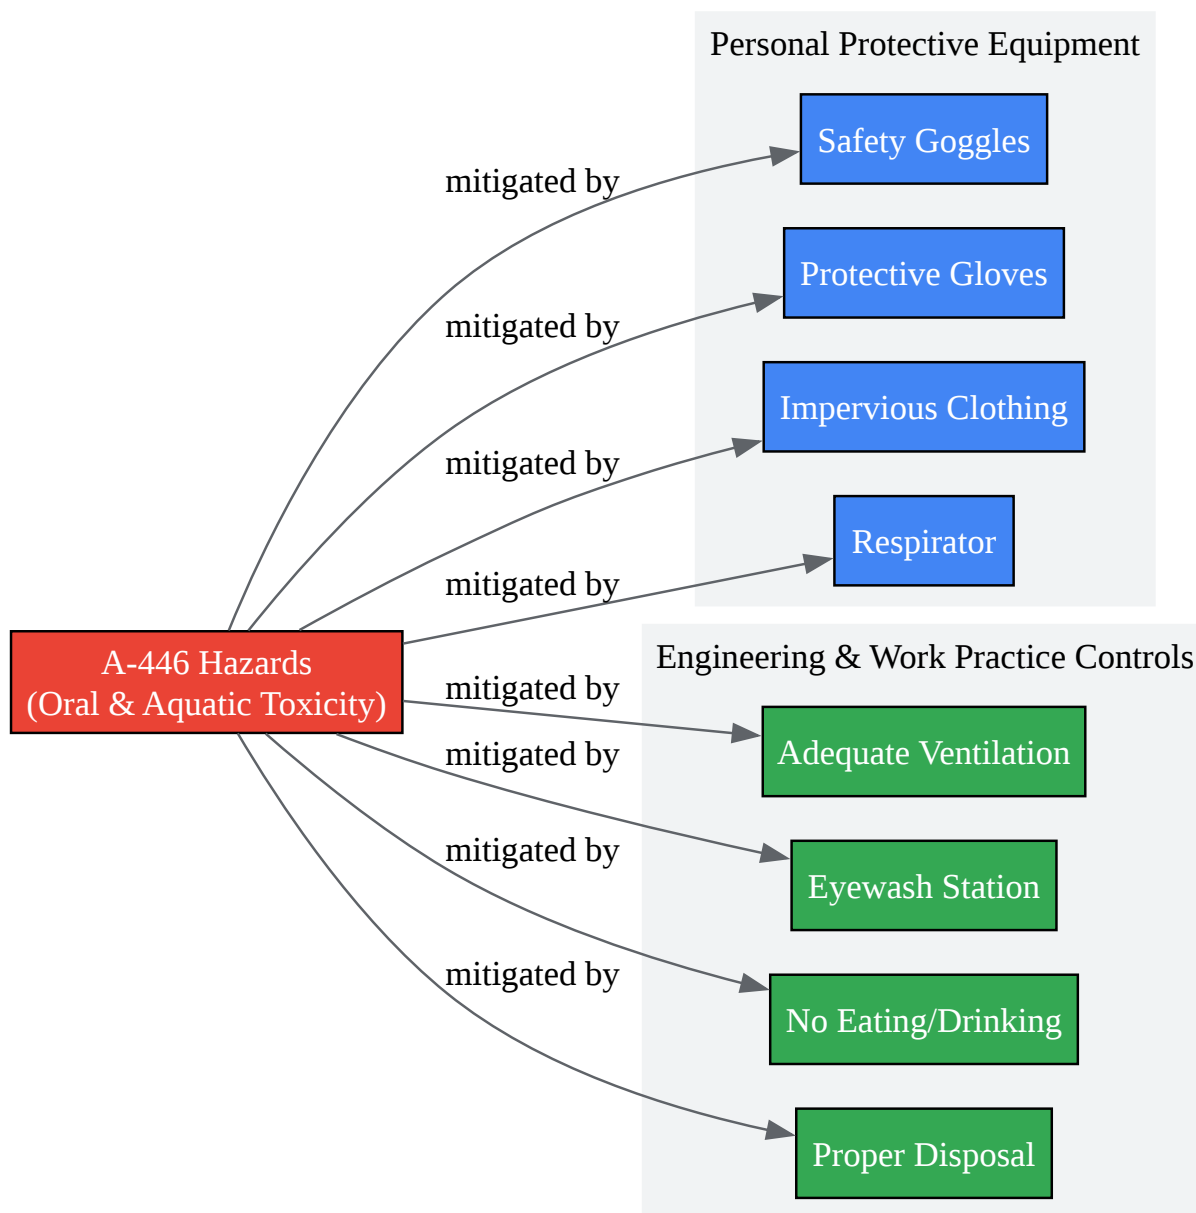 Personal Protective Equipment
Safety Goggles
mitigated by
Protective Gloves
mitigated by
Impervious Clothing
mitigated by
Respirator
mitigated by
A-446 Hazards
(Oral & Aquatic Toxicity)
Engineering & Work Practice Controls
mitigated by
Adequate Ventilation
mitigated by
Eyewash Station
mitigated by
No Eating/Drinking
mitigated by
Proper Disposal